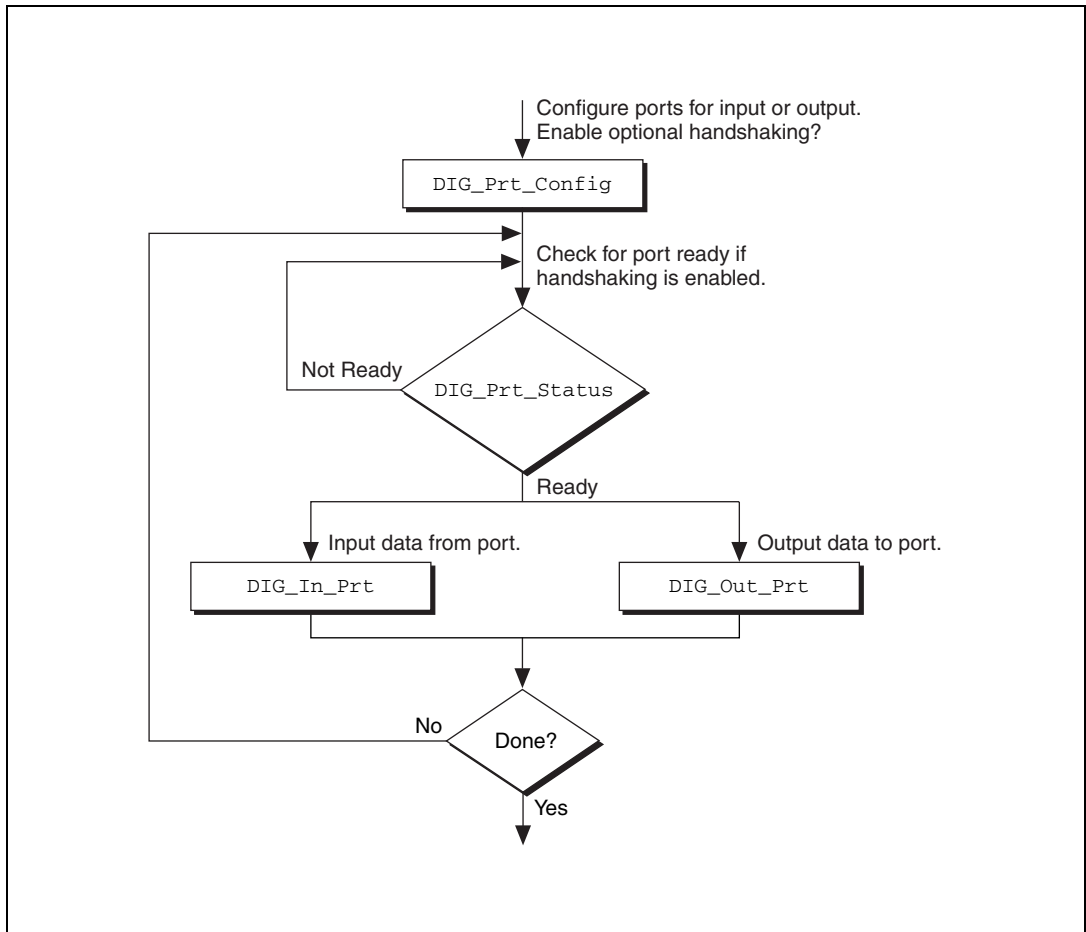 Configure ports for input or output.
Enable optional handshaking?
DIG_Prt_Config
Check for port ready if
handshaking is enabled.
Not Ready
DIG_Prt_Status
Ready
Input data from port.
Output data to port.
DIG_In_Prt
DIG_Out_Prt
No
Done?
Yes